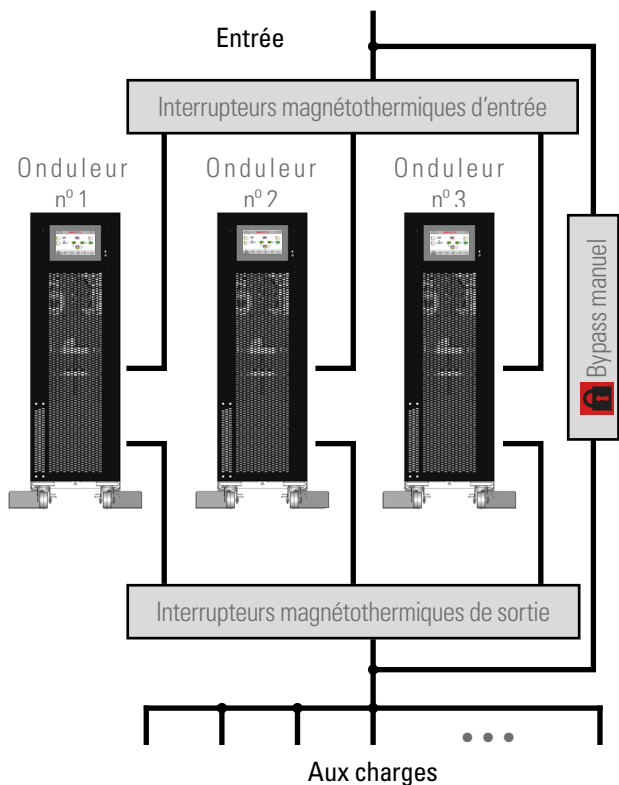 Entrée
Interrupteurs magnétothermiques d'entrée
Onduleur nº 1
Onduleur nº 2
Onduleur nº 3
Bypass manuel
Interrupteurs magnétothermiques de sortie
Aux charges